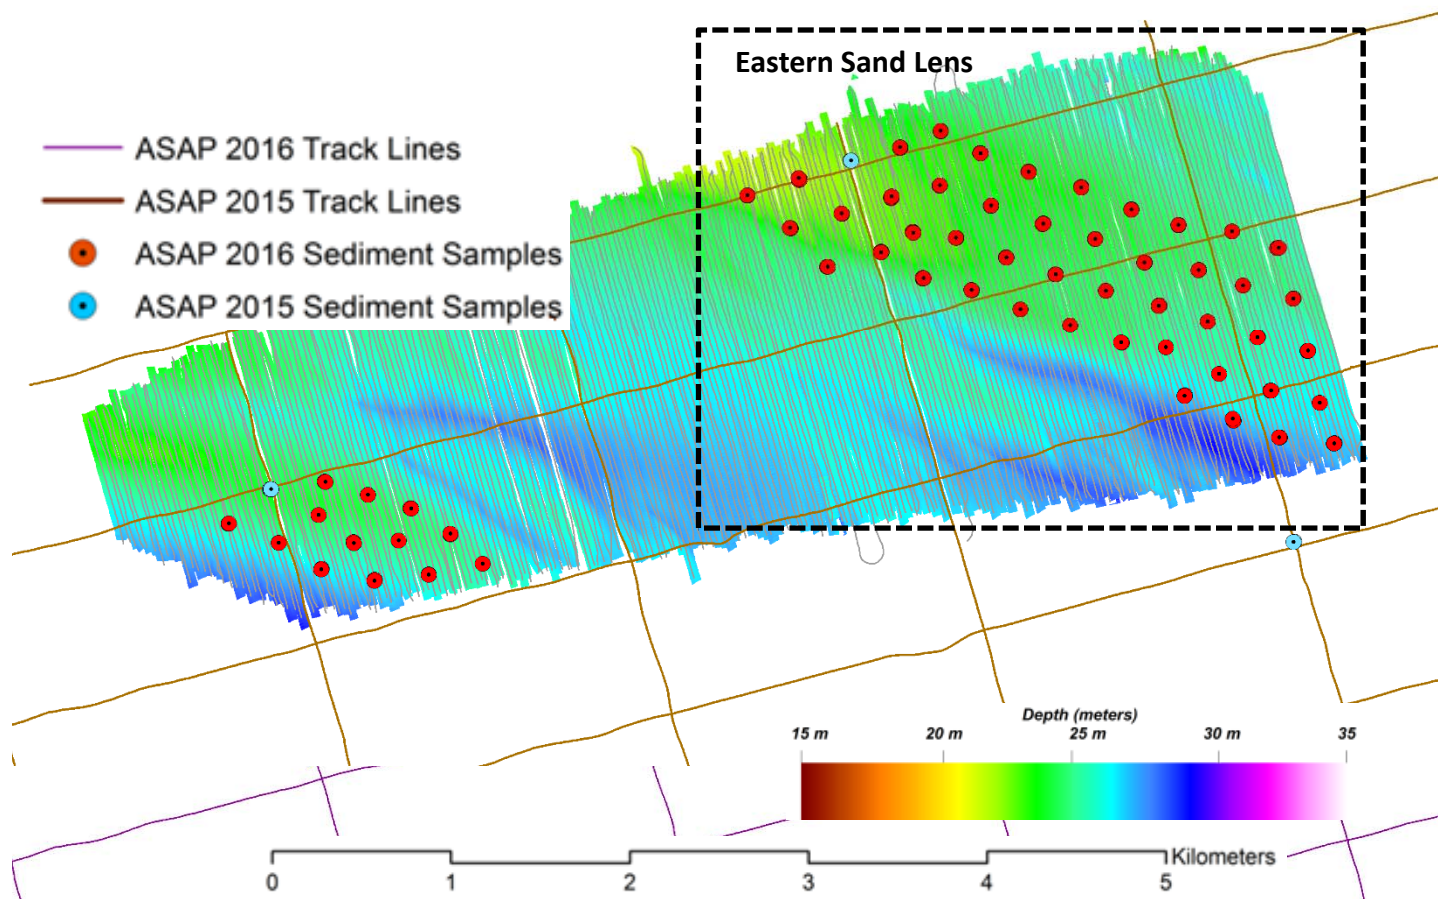 Eastern Sand Lens
ASAP 2016 Track Lines
ASAP 2015 Track Lines
ASAP 2016 Sediment Samples
ASAP 2015 Sediment Samples
Depth (meters)
15 m 20 m 25 m 30 m 35
Kilometers
0 1 2 3 4 5